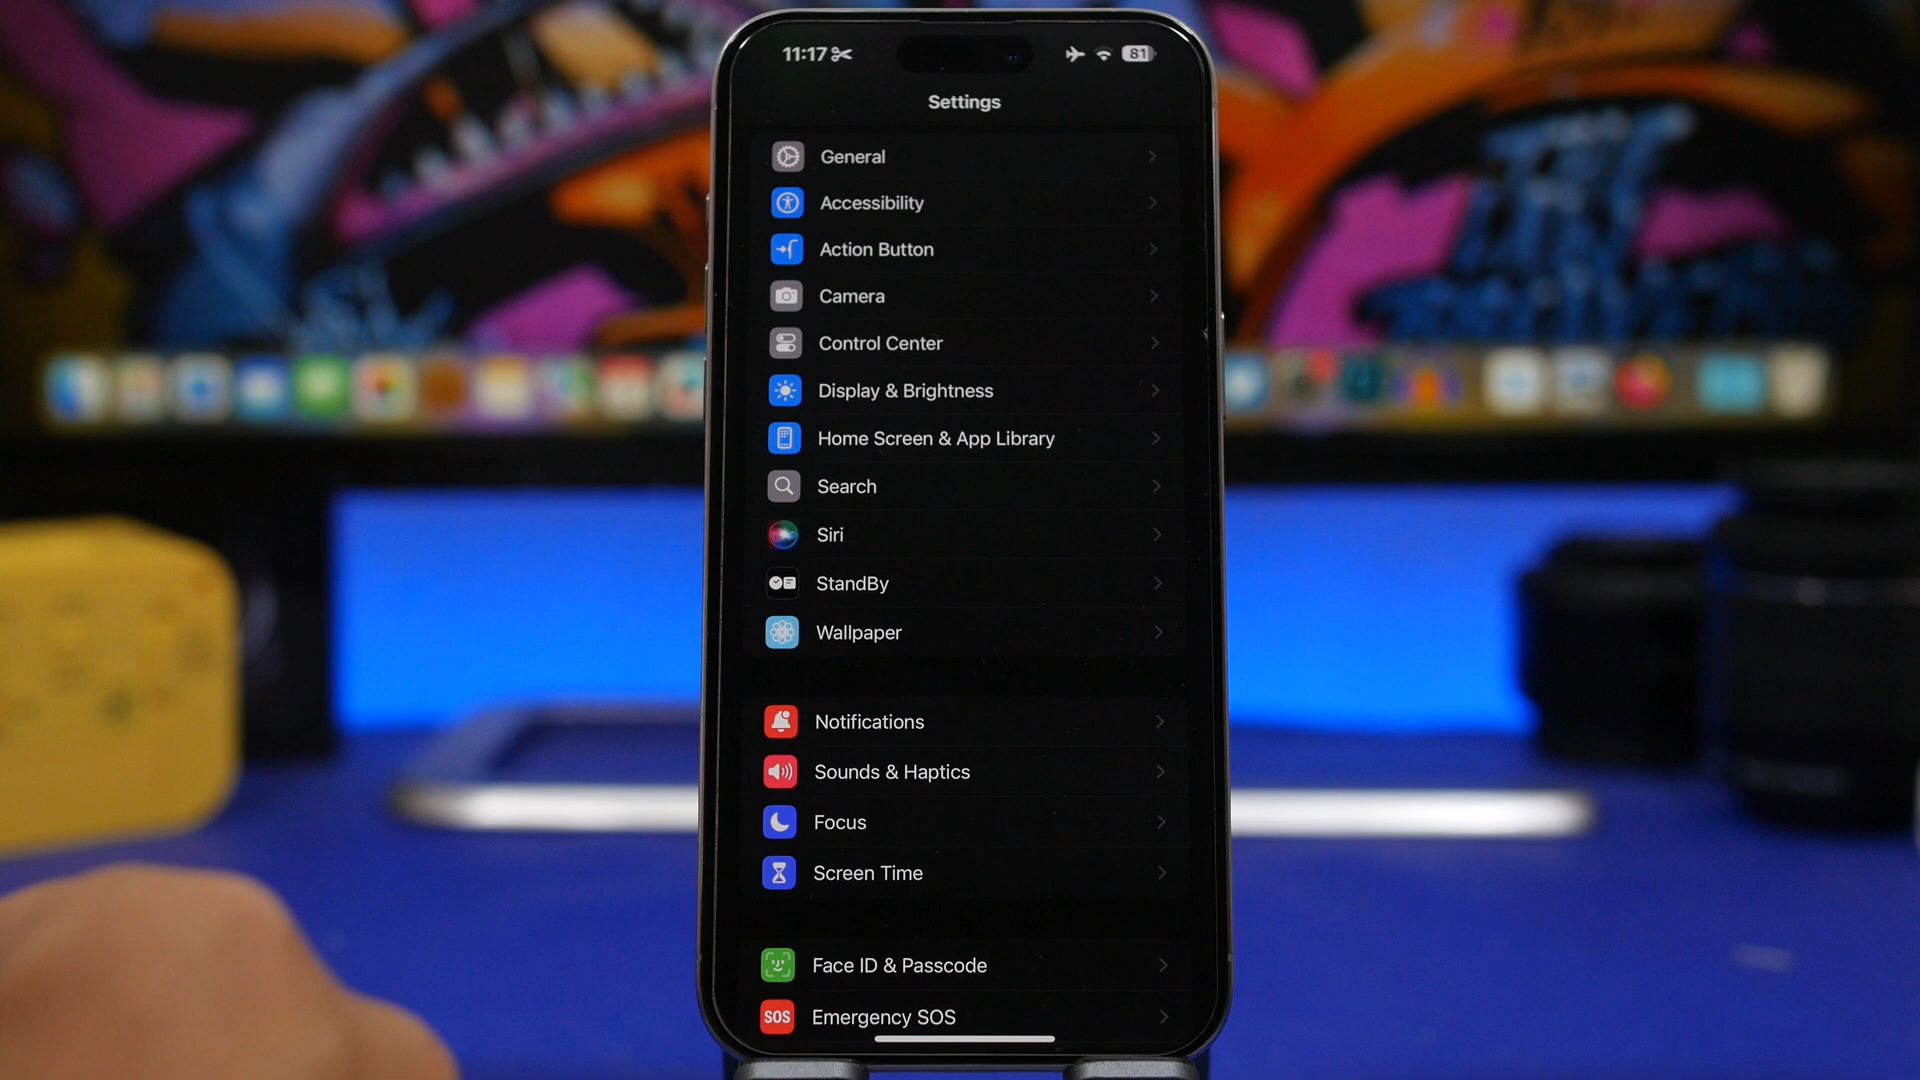 11:17
81
Settings
General
Accessibility
Action Button
Camera
Control Center
Display & Brightness
Home Screen & App Library
Search
Siri
StandBy
Wallpaper
Notifications
Sounds & Haptics
Focus
Screen Time
Face ID & Passcode
SOS Emergency SOS